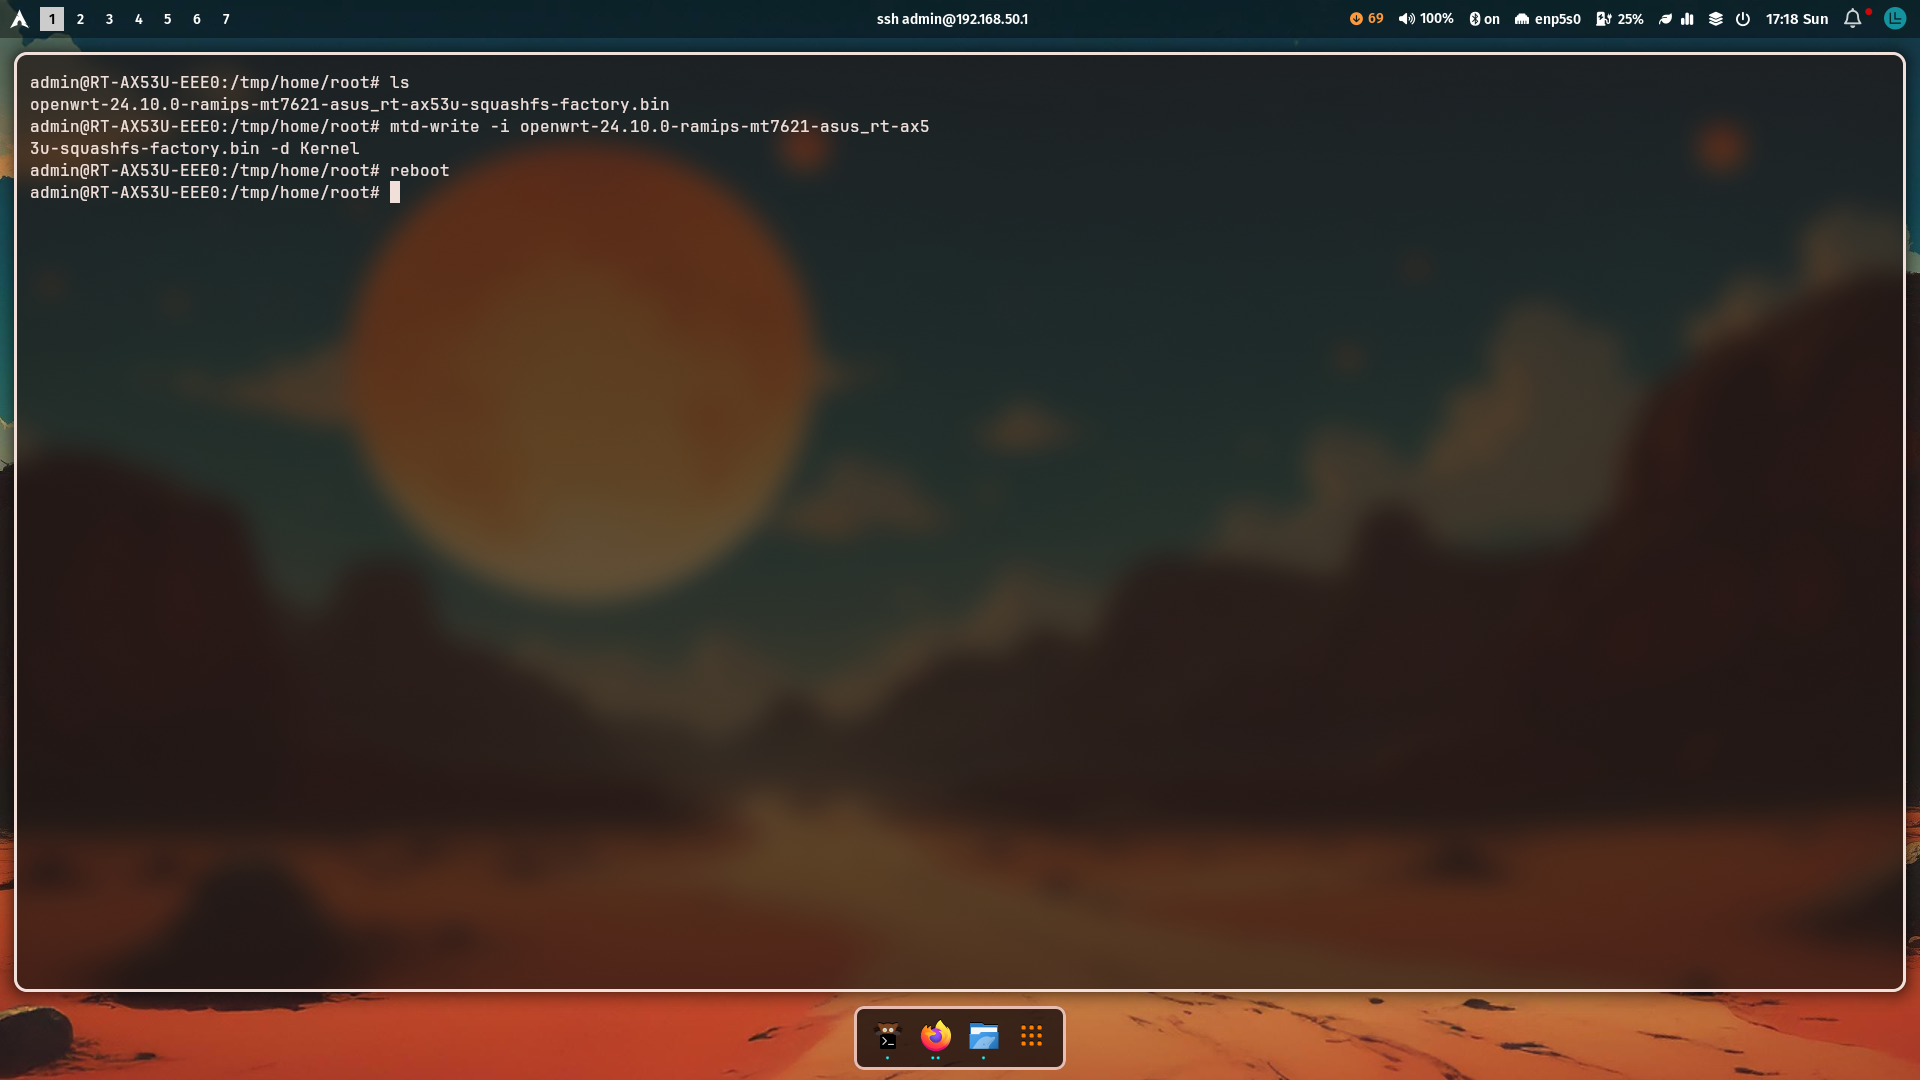 1 2 3 4 5 6 7 ssh admin@192.168.50.1 69 100% on enp5s0 25% 17:18 Sun
admin@RT-AX53U-EEE0:/tmp/home/root# ls
openwrt-24.10.0-ramips-mt7621-asus_rt-ax53u-squashfs-factory.bin
admin@RT-AX53U-EEE0:/tmp/home/root# mtd-write -i openwrt-24.10.0-ramips-mt7621-asus_rt-ax5
3u-squashfs-factory.bin -d Kernel
admin@RT-AX53U-EEE0:/tmp/home/root# reboot
admin@RT-AX53U-EEE0:/tmp/home/root#